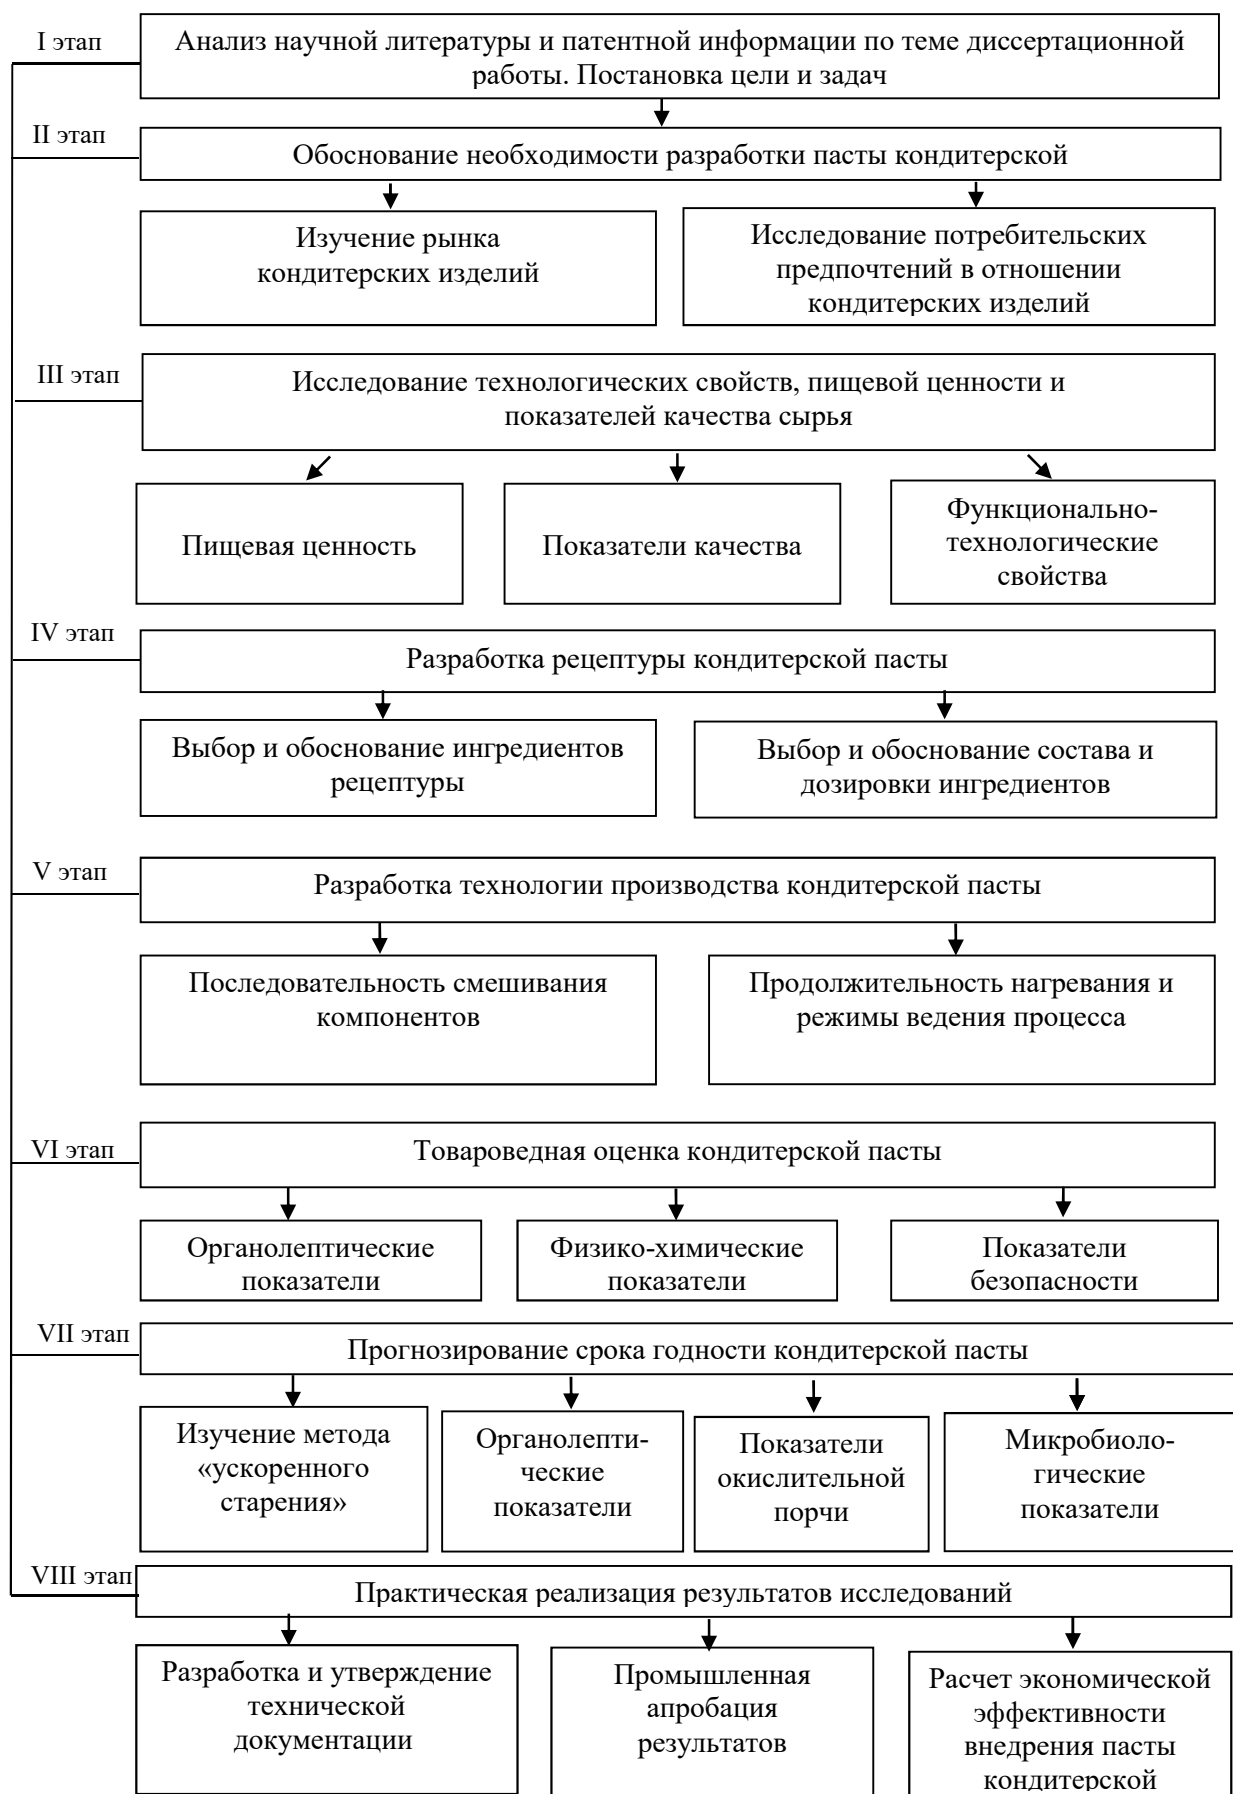 I этап
Анализ научной литературы и патентной информации по теме диссертационной
работы. Постановка цели и задач
II этап
Обоснование необходимости разработки пасты кондитерской
Изучение рынка
кондитерских изделий
Исследование потребительских
предпочтений в отношении
кондитерских изделий
III этап
Исследование технологических свойств, пищевой ценности и
показателей качества сырья
Пищевая ценность
Показатели качества
Функционально-
технологические
свойства
IV этап
Разработка рецептуры кондитерской пасты
Выбор и обоснование ингредиентов
рецептуры
Выбор и обоснование состава и
дозировки ингредиентов
V этап
Разработка технологии производства кондитерской пасты
Последовательность смешивания
компонентов
Продолжительность нагревания и
режимы ведения процесса
VI этап
Товароведная оценка кондитерской пасты
Органолептические
показатели
Физико-химические
показатели
Показатели
безопасности
VII этап
Прогнозирование срока годности кондитерской пасты
Изучение метода
«ускоренного
старения»
Органолепти-
ческие
показатели
Показатели
окислительной
порчи
Микробиоло-
гические
показатели
VIII этап
Практическая реализация результатов исследований
Разработка и утверждение
технической
документации
Промышленная
апробация
результатов
Расчет экономической
эффективности
внедрения пасты
кондитерской